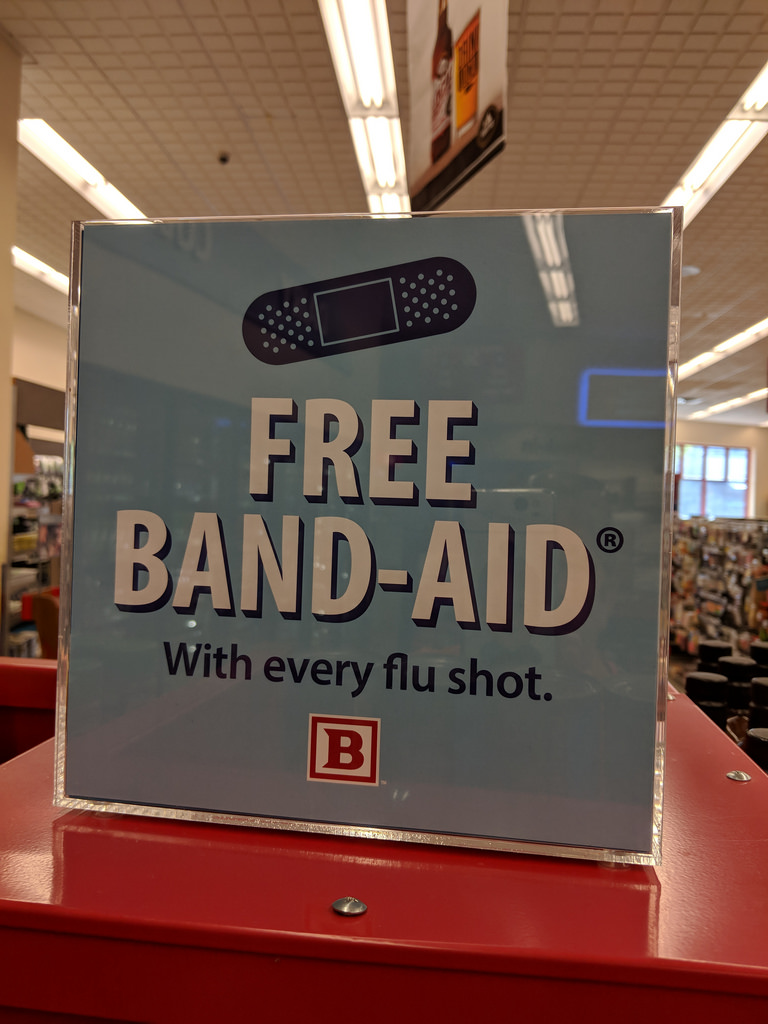 FREE
BAND-AID®
With every flu shot.
B